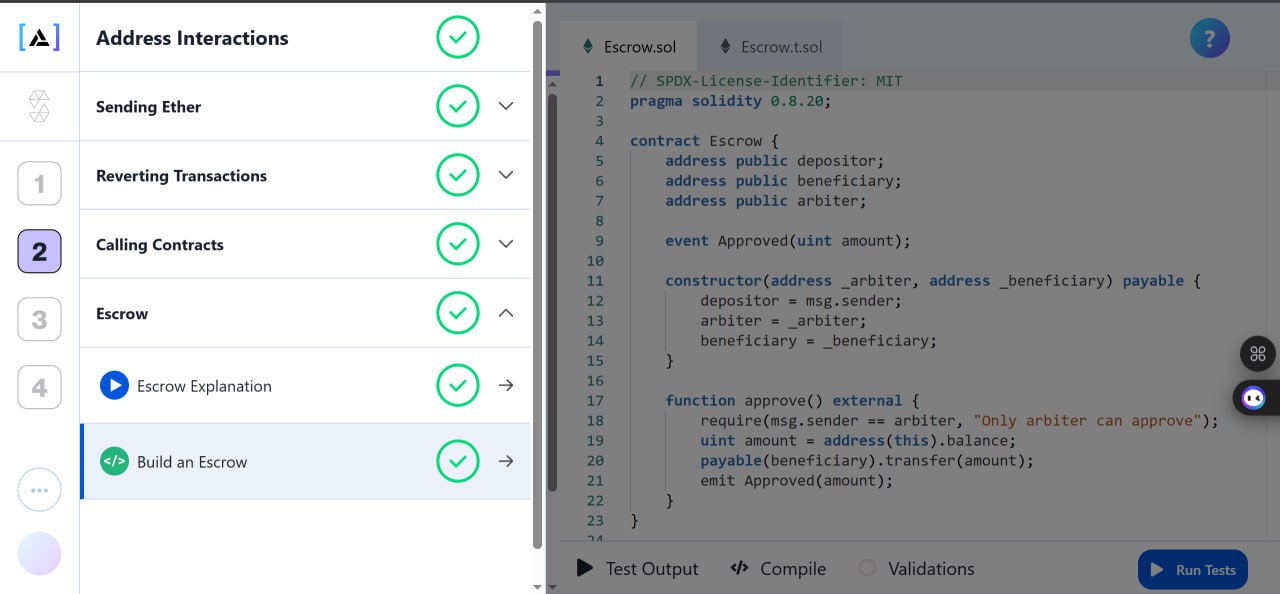 Address Interactions
Sending Ether
Reverting Transactions
Calling Contracts
Escrow
Escrow Explanation
</> Build an Escrow
1
2
3
4
Escrow.sol
Escrow.t.sol
?
1 // SPDX-License-Identifier: MIT
2 pragma solidity 0.8.20;
3
4 contract Escrow {
5 address public depositor;
6 address public beneficiary;
7 address public arbiter;
8
9 event Approved(uint amount);
10
11 constructor(address _arbiter, address _beneficiary) payable {
12 depositor = msg.sender;
13 arbiter = _arbiter;
14 beneficiary = _beneficiary;
15 }
16
17 function approve() external {
18 require(msg.sender == arbiter, "Only arbiter can approve");
19 uint amount = address(this).balance;
20 payable(beneficiary).transfer(amount);
21 emit Approved(amount);
22 }
23 }
24
Test Output
</> Compile
Validations
Run Tests